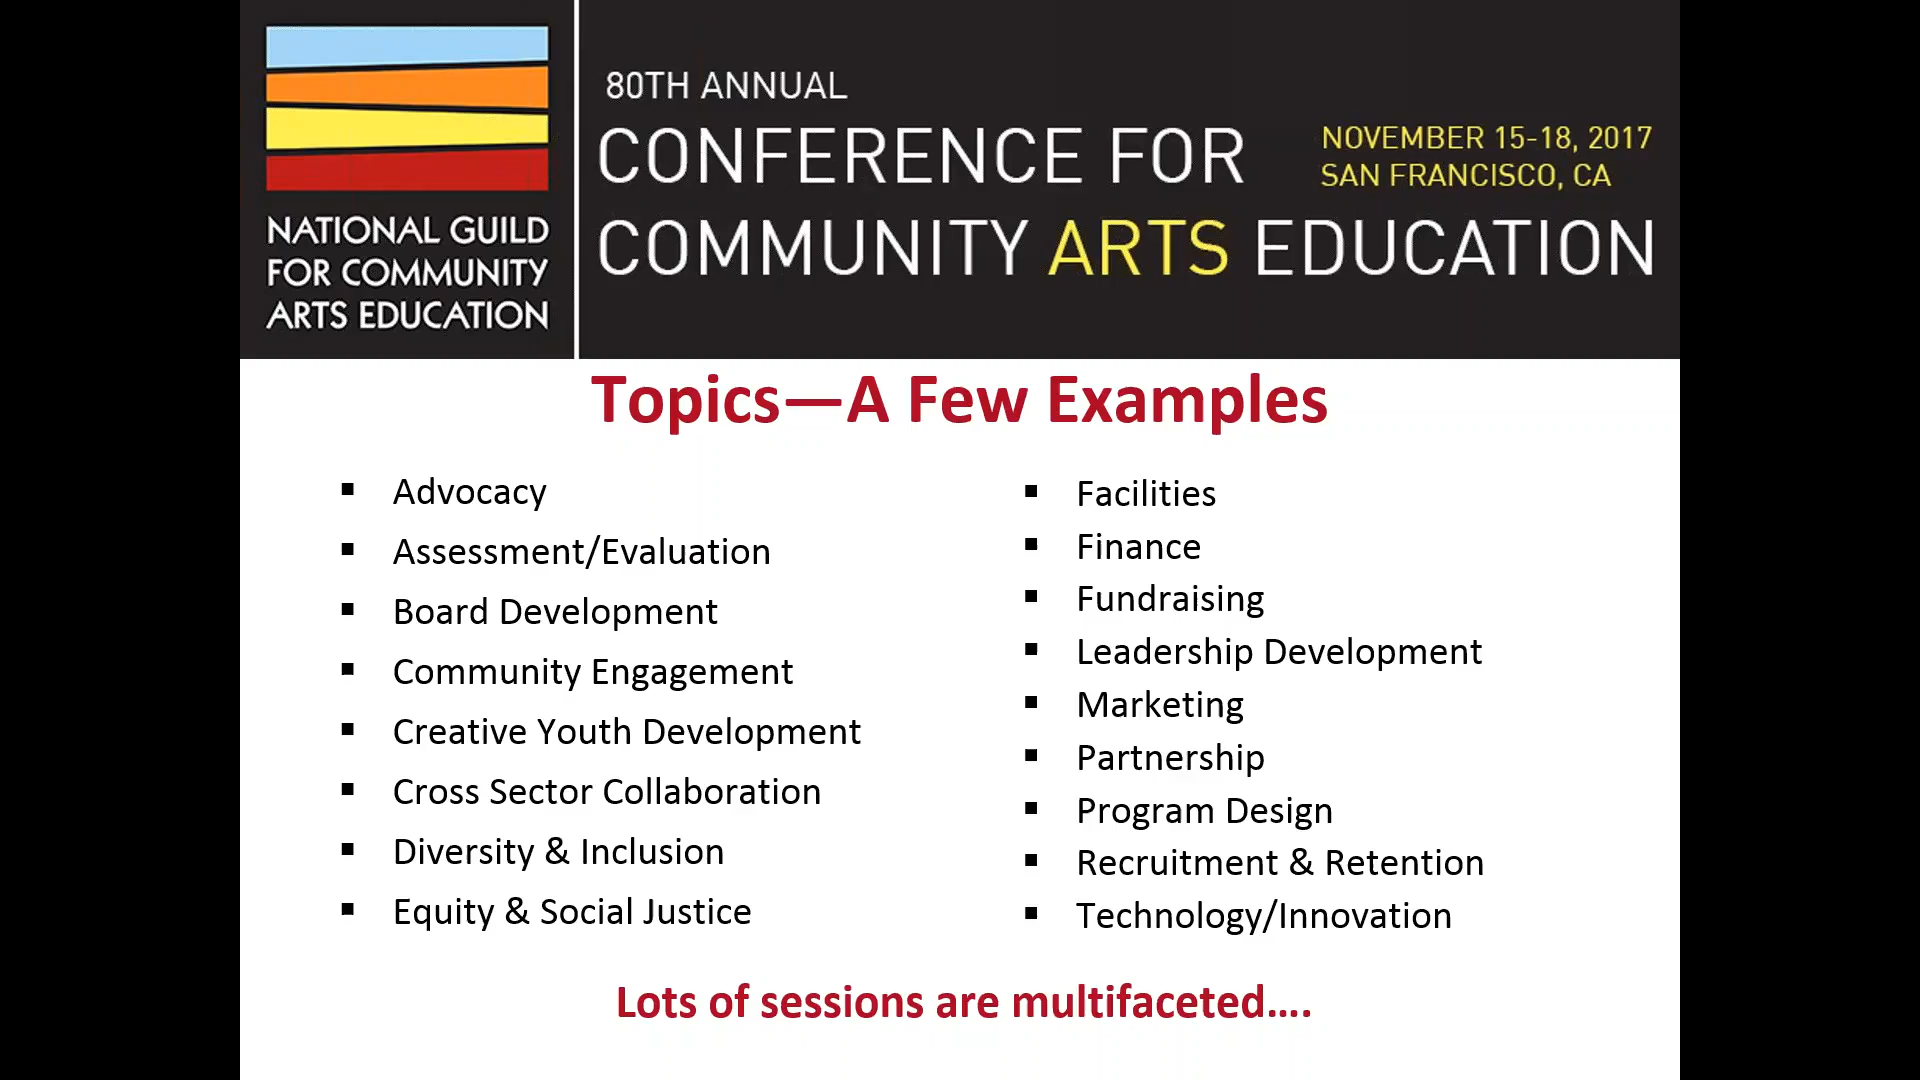 NATIONAL GUILD
FOR COMMUNITY
ARTS EDUCATION
80TH ANNUAL
CONFERENCE FOR
COMMUNITY ARTS EDUCATION
NOVEMBER 15-18, 2017
SAN FRANCISCO, CA
Topics—A Few Examples
▪ Advocacy
▪ Assessment/Evaluation
▪ Board Development
▪ Community Engagement
▪ Creative Youth Development
▪ Cross Sector Collaboration
▪ Diversity & Inclusion
▪ Equity & Social Justice
▪ Facilities
▪ Finance
▪ Fundraising
▪ Leadership Development
▪ Marketing
▪ Partnership
▪ Program Design
▪ Recruitment & Retention
▪ Technology/Innovation
Lots of sessions are multifaceted....